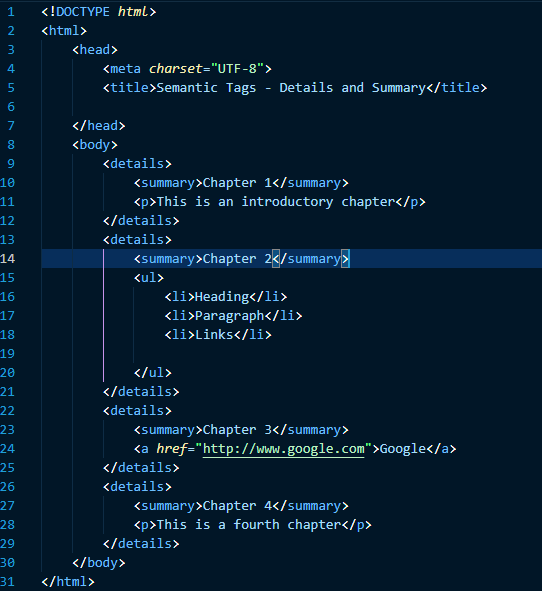 1 <!DOCTYPE html>
2 <html>
3     <head>
4         <meta charset="UTF-8">
5         <title>Semantic Tags - Details and Summary</title>
6
7     </head>
8     <body>
9         <details>
10             <summary>Chapter 1</summary>
11             <p>This is an introductory chapter</p>
12         </details>
13         <details>
14             <summary>Chapter 2</summary>
15             <ul>
16                 <li>Heading</li>
17                 <li>Paragraph</li>
18                 <li>Links</li>
19
20             </ul>
21         </details>
22         <details>
23             <summary>Chapter 3</summary>
24             <a href="http://www.google.com">Google</a>
25         </details>
26         <details>
27             <summary>Chapter 4</summary>
28             <p>This is a fourth chapter</p>
29         </details>
30     </body>
31 </html>